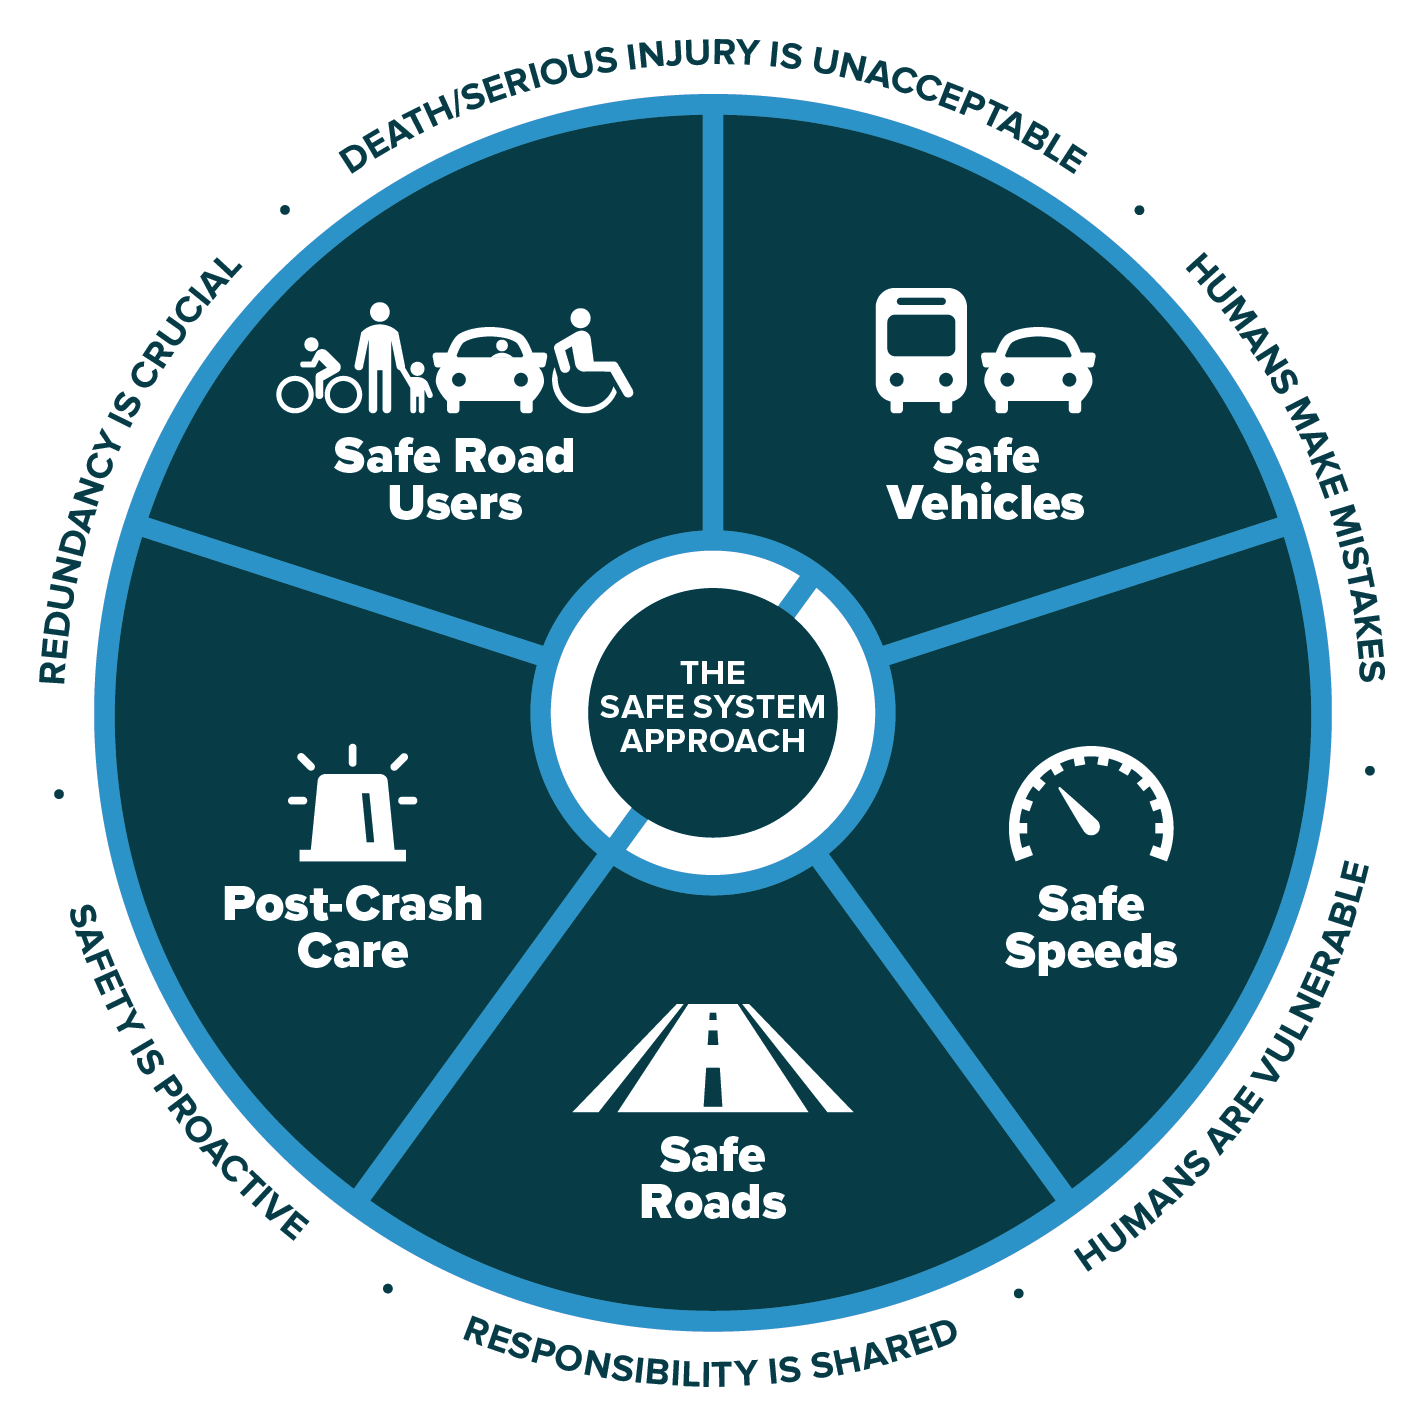 DEATH/SERIOUS INJURY IS UNACCEPTABLE
HUMANS MAKE MISTAKES
HUMANS ARE VULNERABLE
RESPONSIBILITY IS SHARED
SAFETY IS PROACTIVE
REDUNDANCY IS CRUCIAL
Safe Road
Users
Safe
Vehicles
THE
SAFE SYSTEM
APPROACH
Post-Crash
Care
Safe
Speeds
Safe
Roads